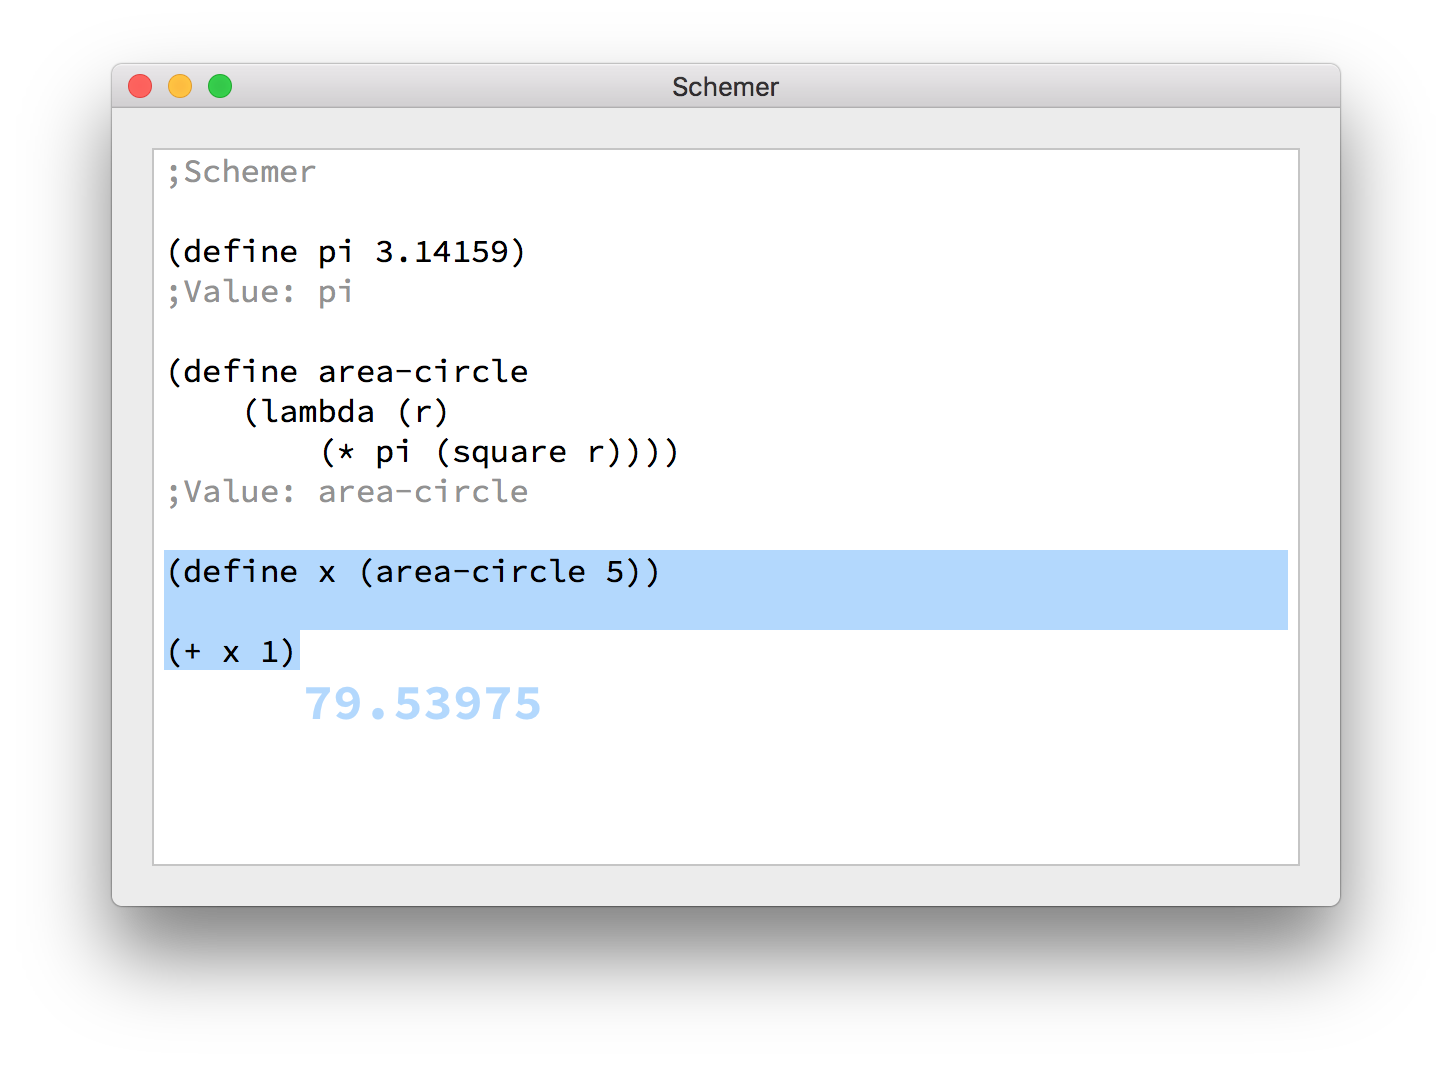 Schemer
;Schemer
(define pi 3.14159)
;Value: pi
(define area-circle
    (lambda (r)
        (* pi (square r))))
;Value: area-circle
(define x (area-circle 5))
(+ x 1)
79.53975